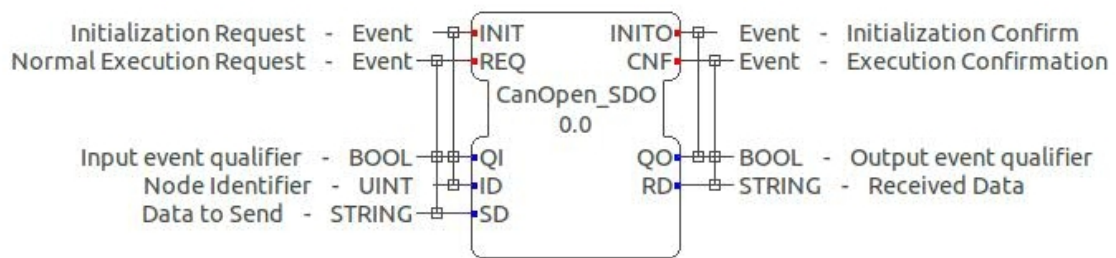 Initialization Request - Event INIT INITO Event - Initialization Confirm
Normal Execution Request - Event REQ CNF Event - Execution Confirmation
CanOpen_SDO
0.0
Input event qualifier - BOOL QI QO BOOL - Output event qualifier
Node Identifier - UINT ID RD STRING - Received Data
Data to Send - STRING SD